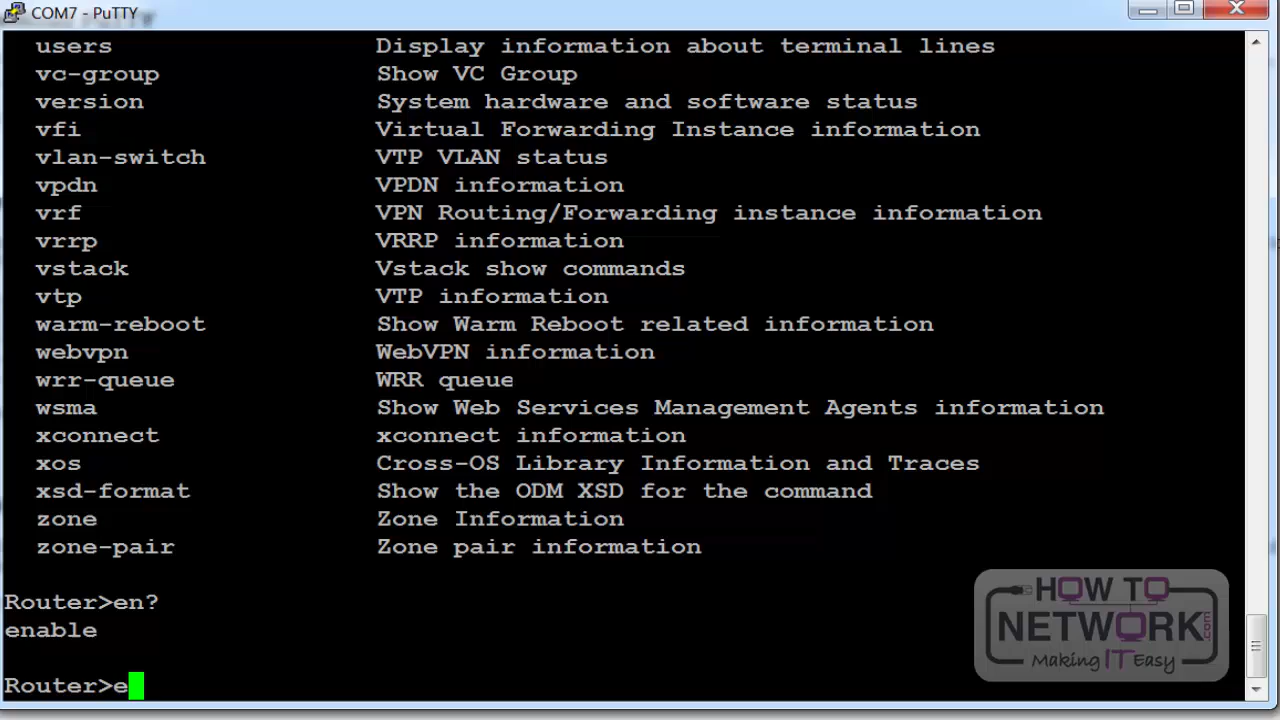 COM7 - PuTTY
users Display information about terminal lines
vc-group Show VC Group
version System hardware and software status
vfi Virtual Forwarding Instance information
vlan-switch VTP VLAN status
vpdn VPDN information
vrf VPN Routing/Forwarding instance information
vrrp VRRP information
vstack Vstack show commands
vtp VTP information
warm-reboot Show Warm Reboot related information
webvpn WebVPN information
wrr-queue WRR queue
wsma Show Web Services Management Agents information
xconnect xconnect information
xos Cross-OS Library Information and Traces
xsd-format Show the ODM XSD for the command
zone Zone Information
zone-pair Zone pair information
Router>en?
enable
Router>e
HOW TO
NETWORK.com
Making IT Easy